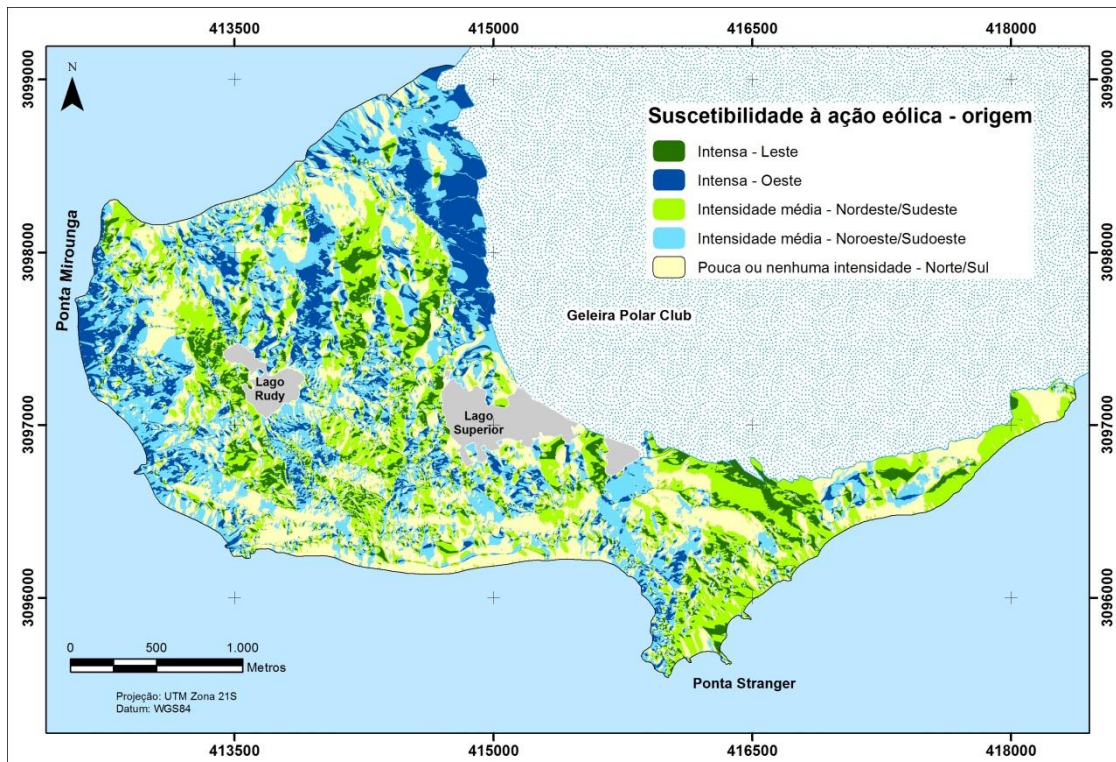 413500 415000 416500 418000
N
3099000 3099000
Suscetibilidade à ação eólica - origem
Intensa - Leste
Intensa - Oeste
Intensidade média - Nordeste/Sudeste
Intensidade média - Noroeste/Sudoeste
Pouca ou nenhuma intensidade - Norte/Sul
3098000 3098000
Ponta Mirounga
Geleira Polar Club
Lago
Rudy
Lago
Superior
3097000 3097000
3096000 3096000
0 500 1.000
Metros
Ponta Stranger
Projeção: UTM Zona 21S
Datum: WGS84
413500 415000 416500 418000